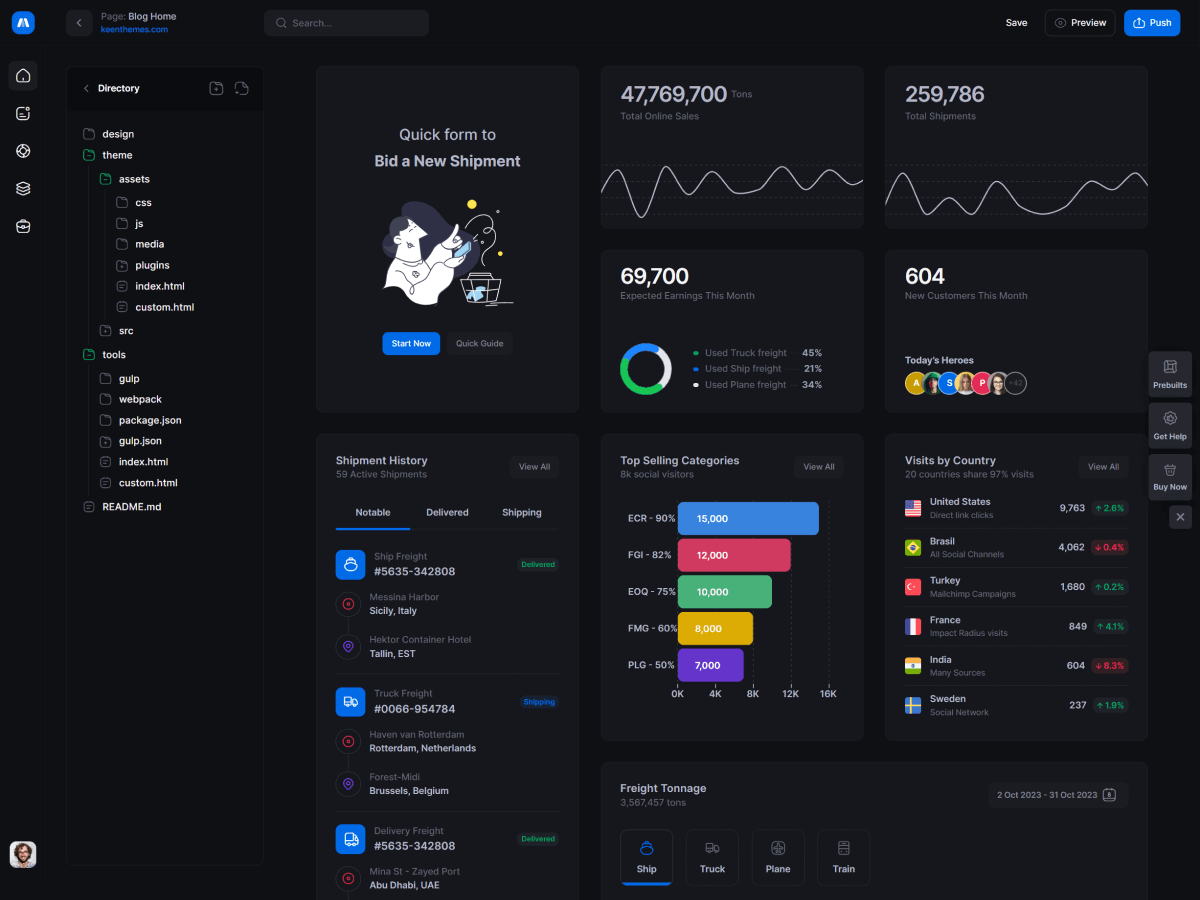 Page: Blog Home
keenthemes.com
Search...
Save
Preview
Push
Directory
design
theme
assets
css
js
media
plugins
index.html
custom.html
src
tools
gulp
webpack
package.json
gulp.json
index.html
custom.html
README.md
Quick form to
Bid a New Shipment
Start Now
Quick Guide
47,769,700 Tons
Total Online Sales
259,786
Total Shipments
69,700
Expected Earnings This Month
Used Truck freight 45%
Used Ship freight 21%
Used Plane freight 34%
604
New Customers This Month
Today's Heroes
A
S
P
+42
Prebuilts
Get Help
Buy Now
Shipment History
59 Active Shipments
View All
Notable
Delivered
Shipping
Ship Freight
#5635-342808
Delivered
Messina Harbor
Sicily, Italy
Hektor Container Hotel
Tallin, EST
Truck Freight
#0066-954784
Shipping
Haven van Rotterdam
Rotterdam, Netherlands
Forest-Midi
Brussels, Belgium
Delivery Freight
#5635-342808
Delivered
Mina St - Zayed Port
Abu Dhabi, UAE
Top Selling Categories
8k social visitors
View All
ECR - 90% 15,000
FGI - 82% 12,000
EOQ - 75% 10,000
FMG - 60% 8,000
PLG - 50% 7,000
0K 4K 8K 12K 16K
Visits by Country
20 countries share 97% visits
View All
United States
Direct link clicks
9,763 2.6%
Brasil
All Social Channels
4,062 0.4%
Turkey
Mailchimp Campaigns
1,680 0.2%
France
Impact Radius visits
849 4.1%
India
Many Sources
604 8.3%
Sweden
Social Network
237 1.9%
Freight Tonnage
3,567,457 tons
2 Oct 2023 - 31 Oct 2023
Ship
Truck
Plane
Train